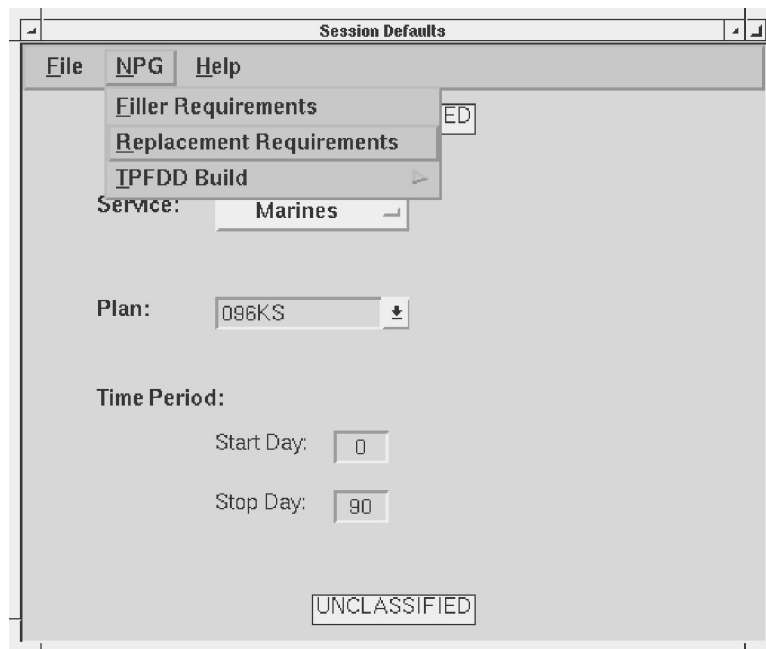 Session Defaults
File NPG Help
Filler Requirements
ED
Replacement Requirements
TPFDD Build
Service: Marines
Plan: 096KS
Time Period:
Start Day: 0
Stop Day: 90
UNCLASSIFIED